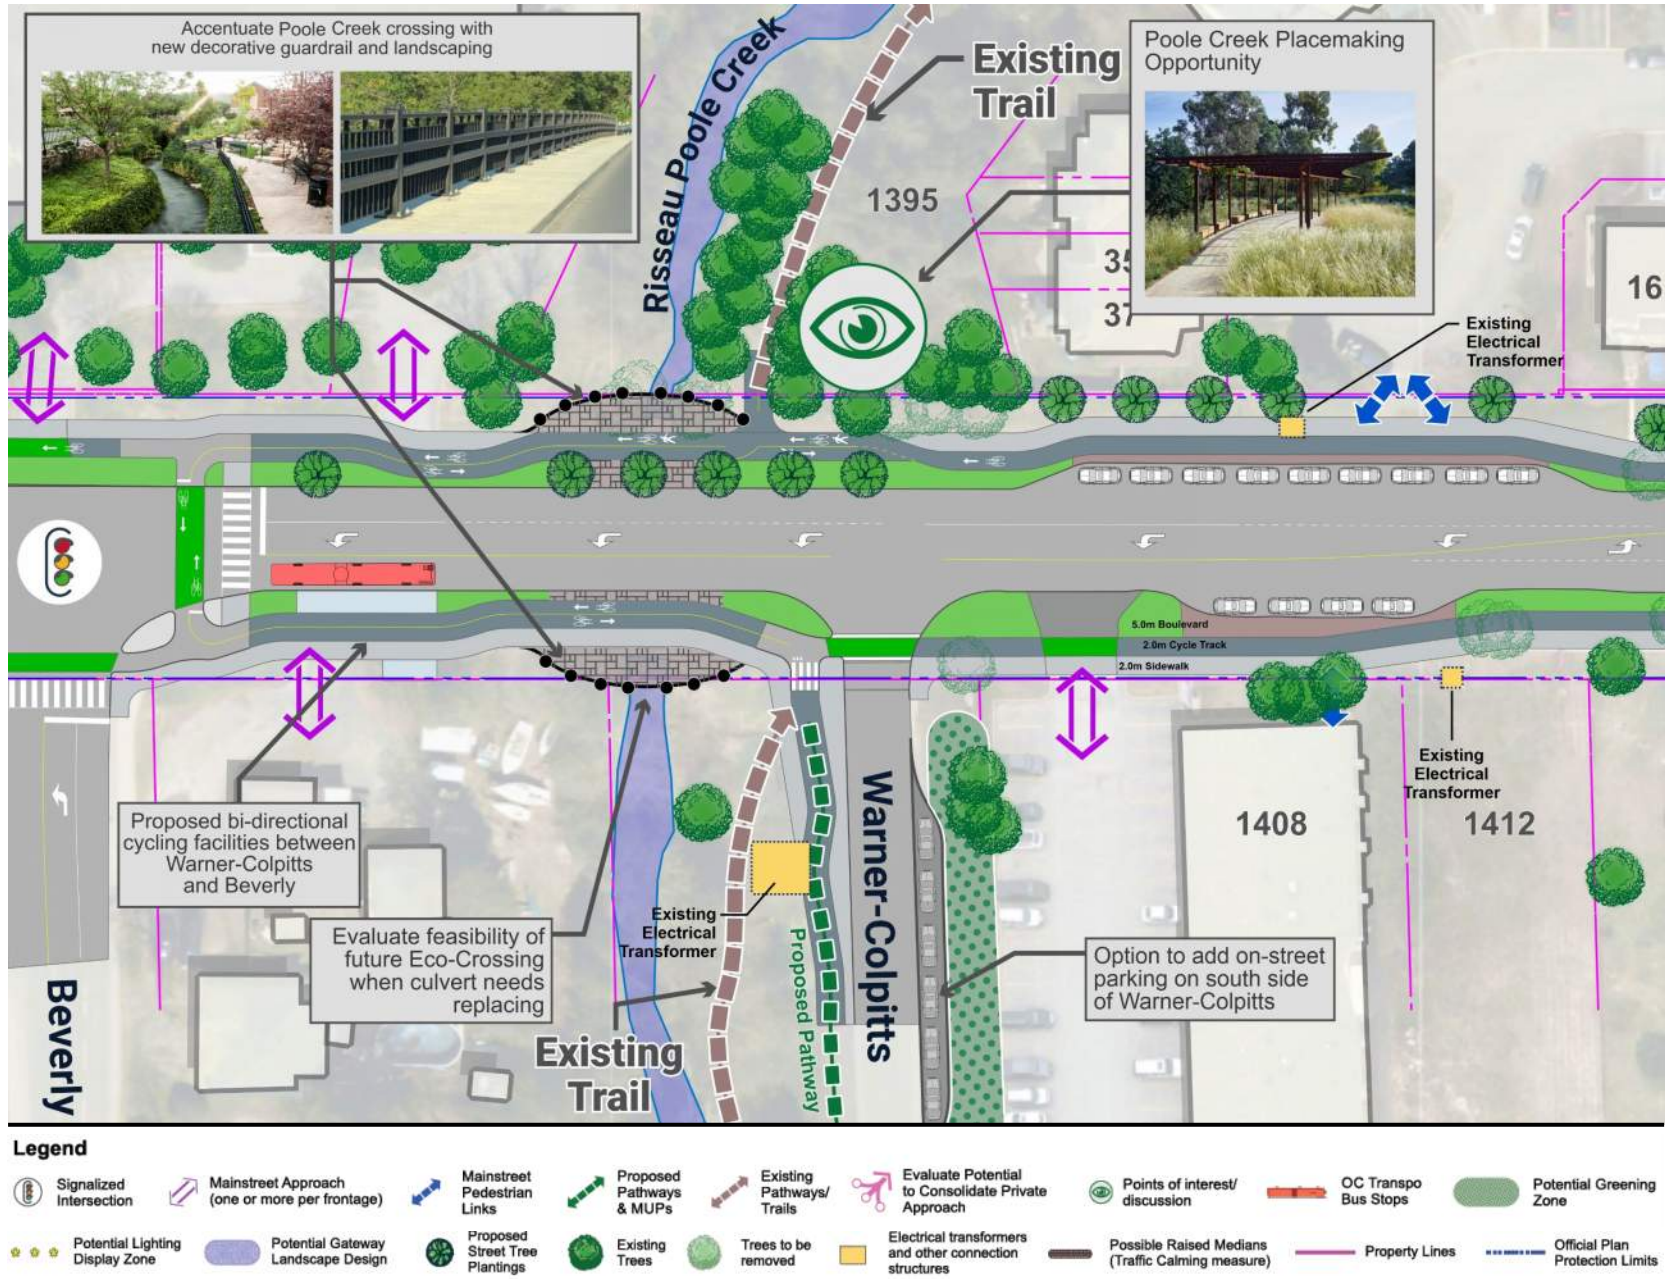 Accentuate Poole Creek crossing with
new decorative guardrail and landscaping
Risseau Poole Creek
Existing
Trail
Poole Creek Placemaking
Opportunity
1395
35
37
16
Existing
Electrical
Transformer
5.0m Boulevard
2.0m Cycle Track
2.0m Sidewalk
Existing
Electrical
Transformer
1408
1412
Proposed bi-directional
cycling facilities between
Warner-Colpitts
and Beverly
Evaluate feasibility of
future Eco-Crossing
when culvert needs
replacing
Existing
Electrical
Transformer
Existing
Trail
Proposed Pathway
Warner-Colpitts
Option to add on-street
parking on south side
of Warner-Colpitts
Beverly
Legend
Signalized
Intersection
Mainstreet Approach
(one or more per frontage)
Mainstreet
Pedestrian
Links
Proposed
Pathways
& MUPs
Existing
Pathways/
Trails
Evaluate Potential
to Consolidate Private
Approach
Points of interest/
discussion
OC Transpo
Bus Stops
Potential Greening
Zone
Potential Lighting
Display Zone
Potential Gateway
Landscape Design
Proposed
Street Tree
Plantings
Existing
Trees
Trees to be
removed
Electrical transformers
and other connection
structures
Possible Raised Medians
(Traffic Calming measure)
Property Lines
Official Plan
Protection Limits